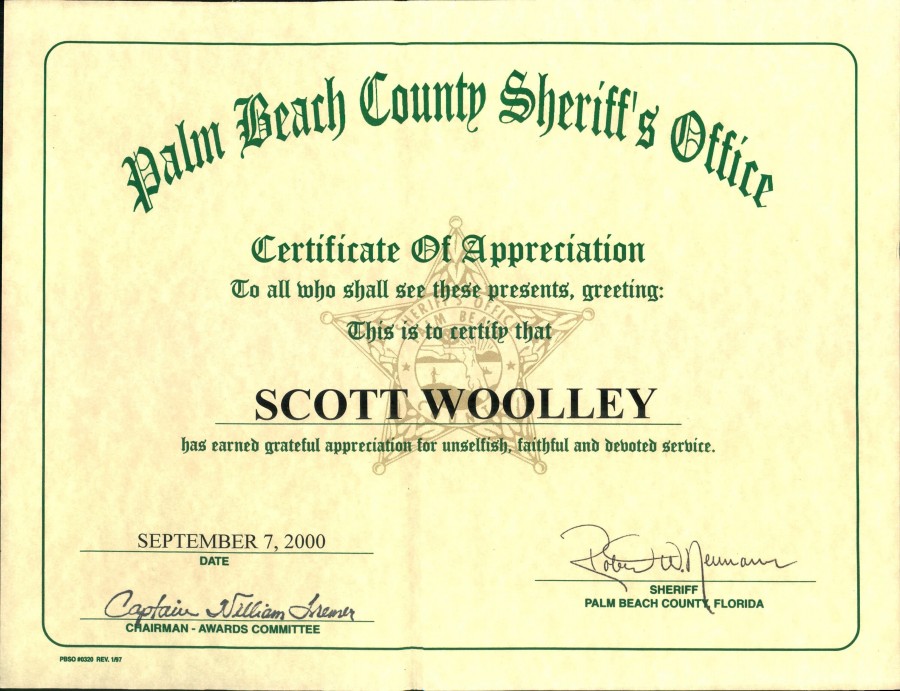 Palm Beach County Sheriff's Office
Certificate Of Appreciation
To all who shall see these presents, greeting:
This is to certify that
SCOTT WOOLLEY
has earned grateful appreciation for unselfish, faithful and devoted service.
SEPTEMBER 7, 2000
DATE
Robert W. Neumann
SHERIFF
PALM BEACH COUNTY, FLORIDA
Captain William
CHAIRMAN - AWARDS COMMITTEE
PBSO #0320 REV. 1/97